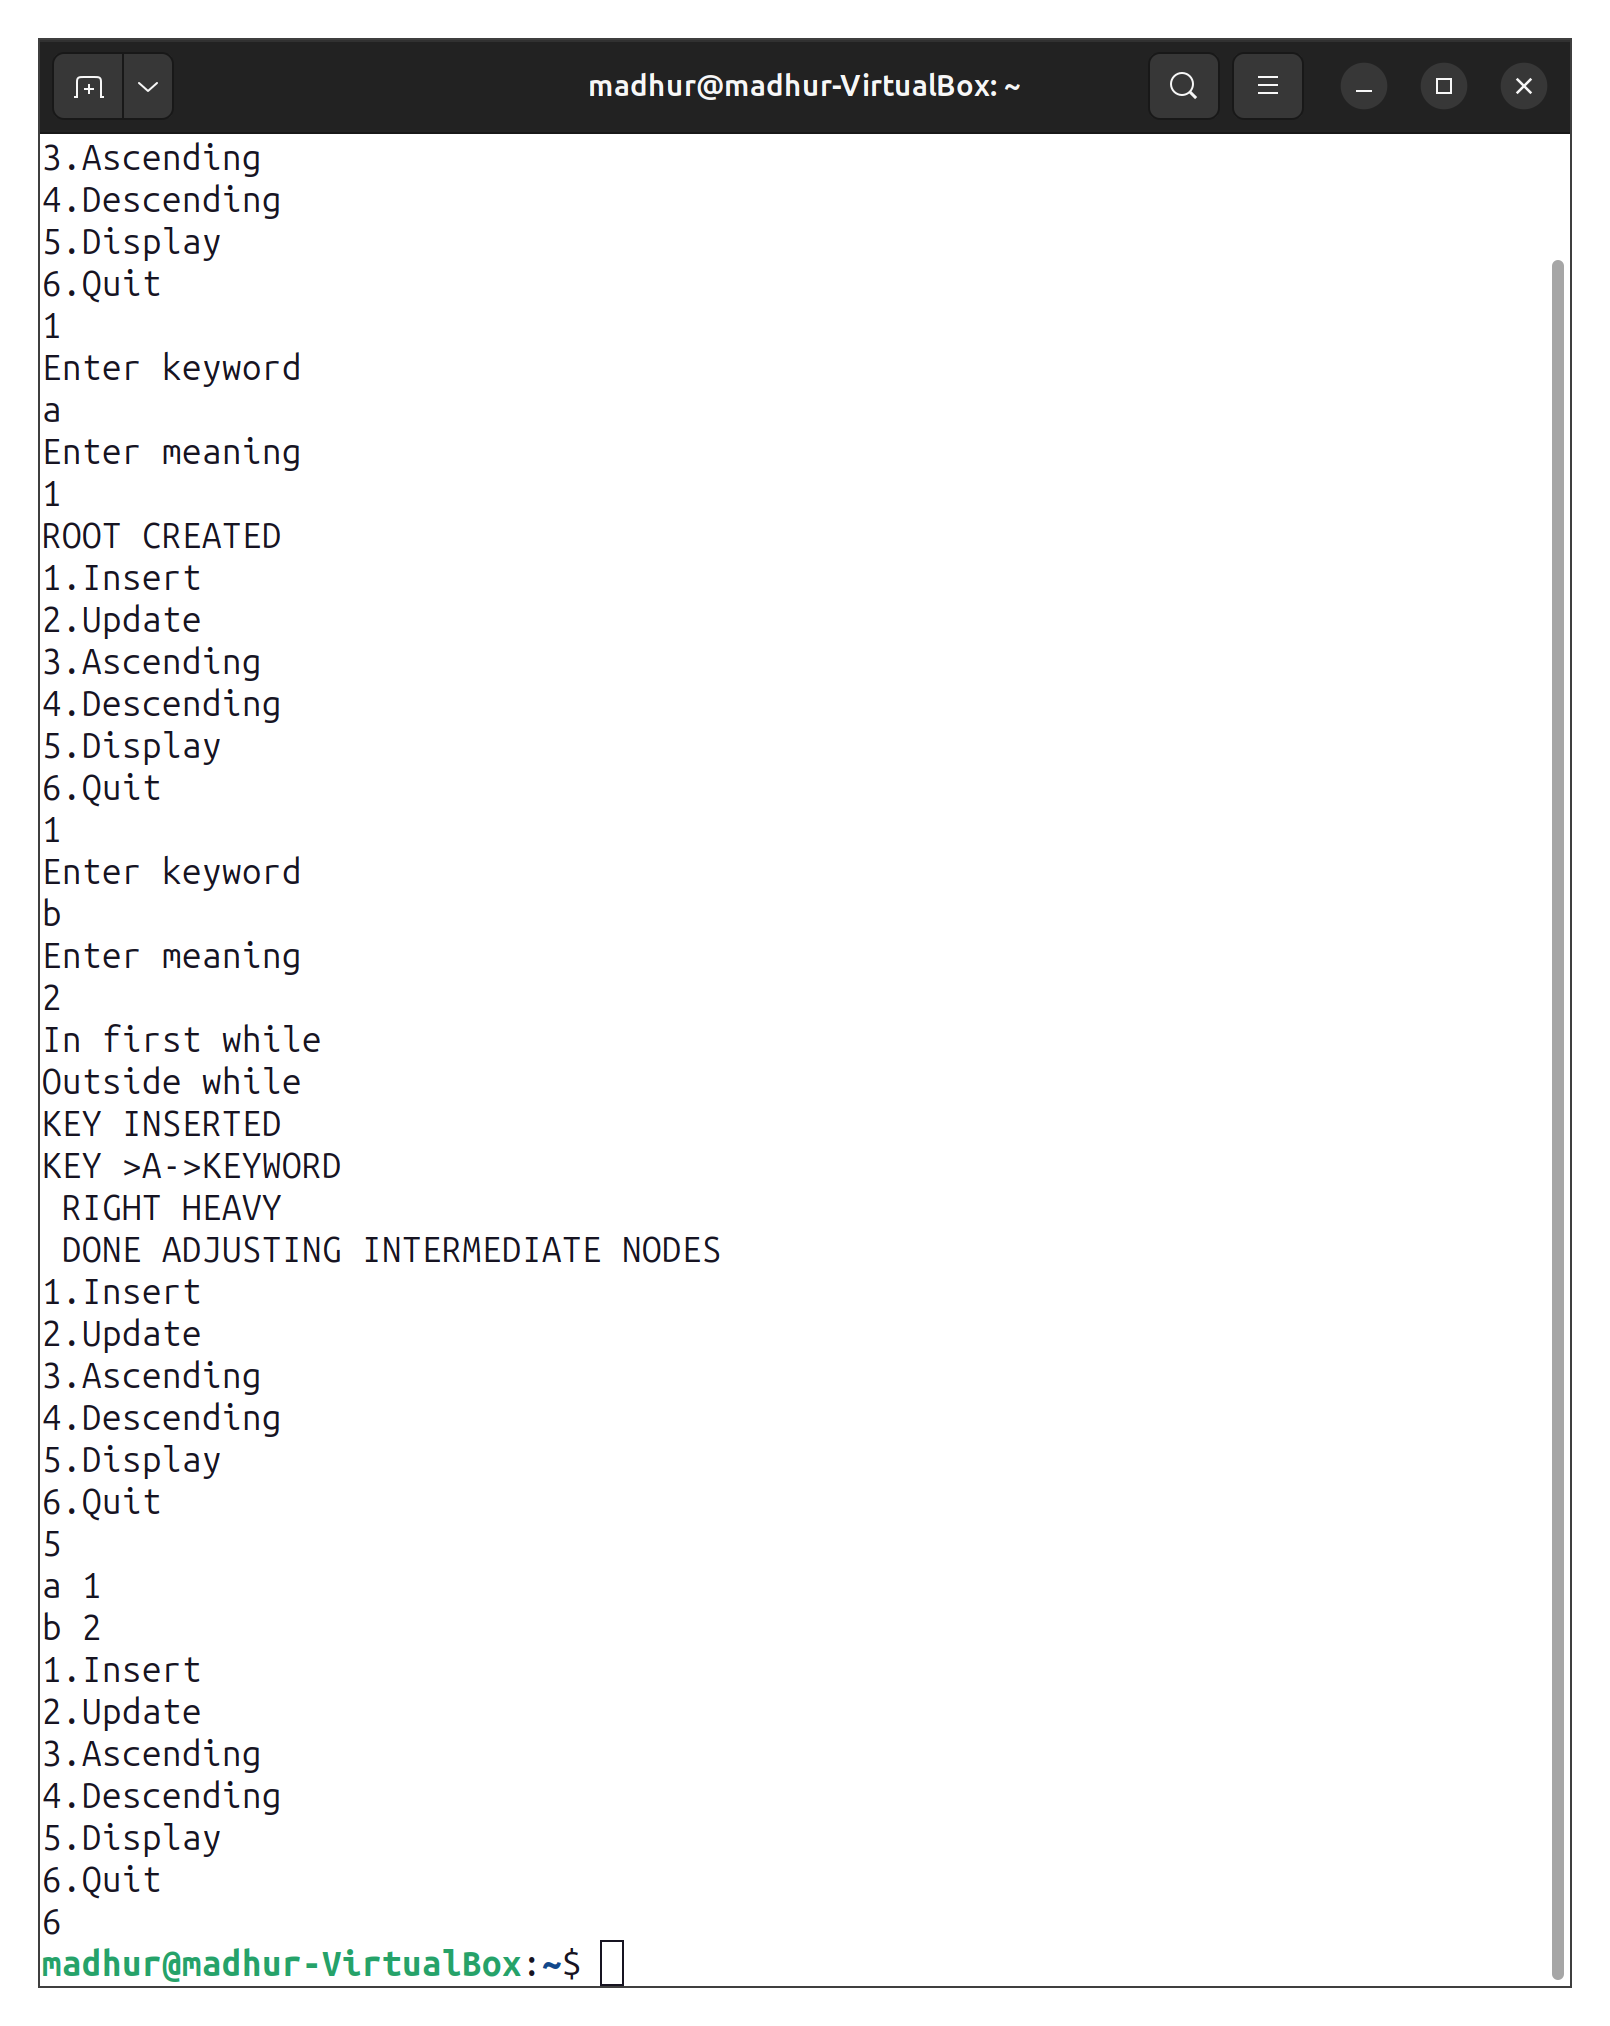 madhur@madhur-VirtualBox: ~
3.Ascending
4.Descending
5.Display
6.Quit
1
Enter keyword
a
Enter meaning
1
ROOT CREATED
1.Insert
2.Update
3.Ascending
4.Descending
5.Display
6.Quit
1
Enter keyword
b
Enter meaning
2
In first while
Outside while
KEY INSERTED
KEY >A->KEYWORD
 RIGHT HEAVY
 DONE ADJUSTING INTERMEDIATE NODES
1.Insert
2.Update
3.Ascending
4.Descending
5.Display
6.Quit
5
a 1
b 2
1.Insert
2.Update
3.Ascending
4.Descending
5.Display
6.Quit
6
madhur@madhur-VirtualBox:~$